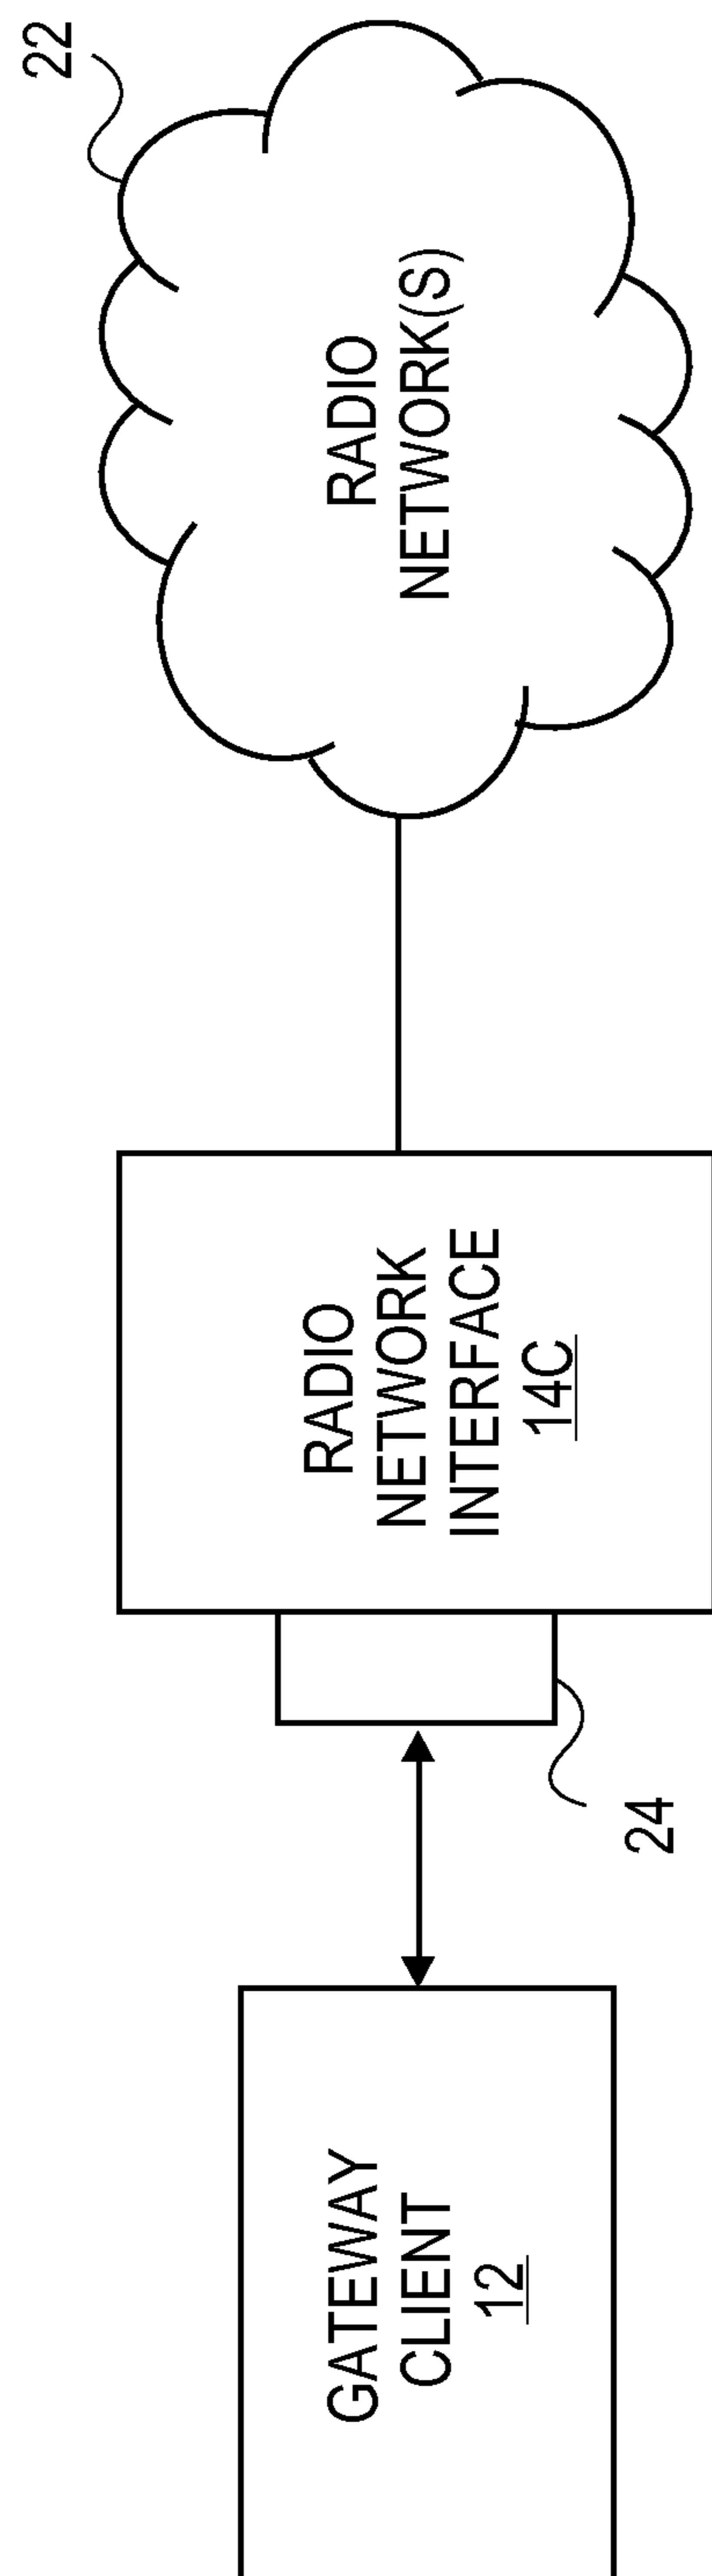 GATEWAY
CLIENT
12
24
RADIO
NETWORK
INTERFACE
14C
RADIO
NETWORK(S)
22